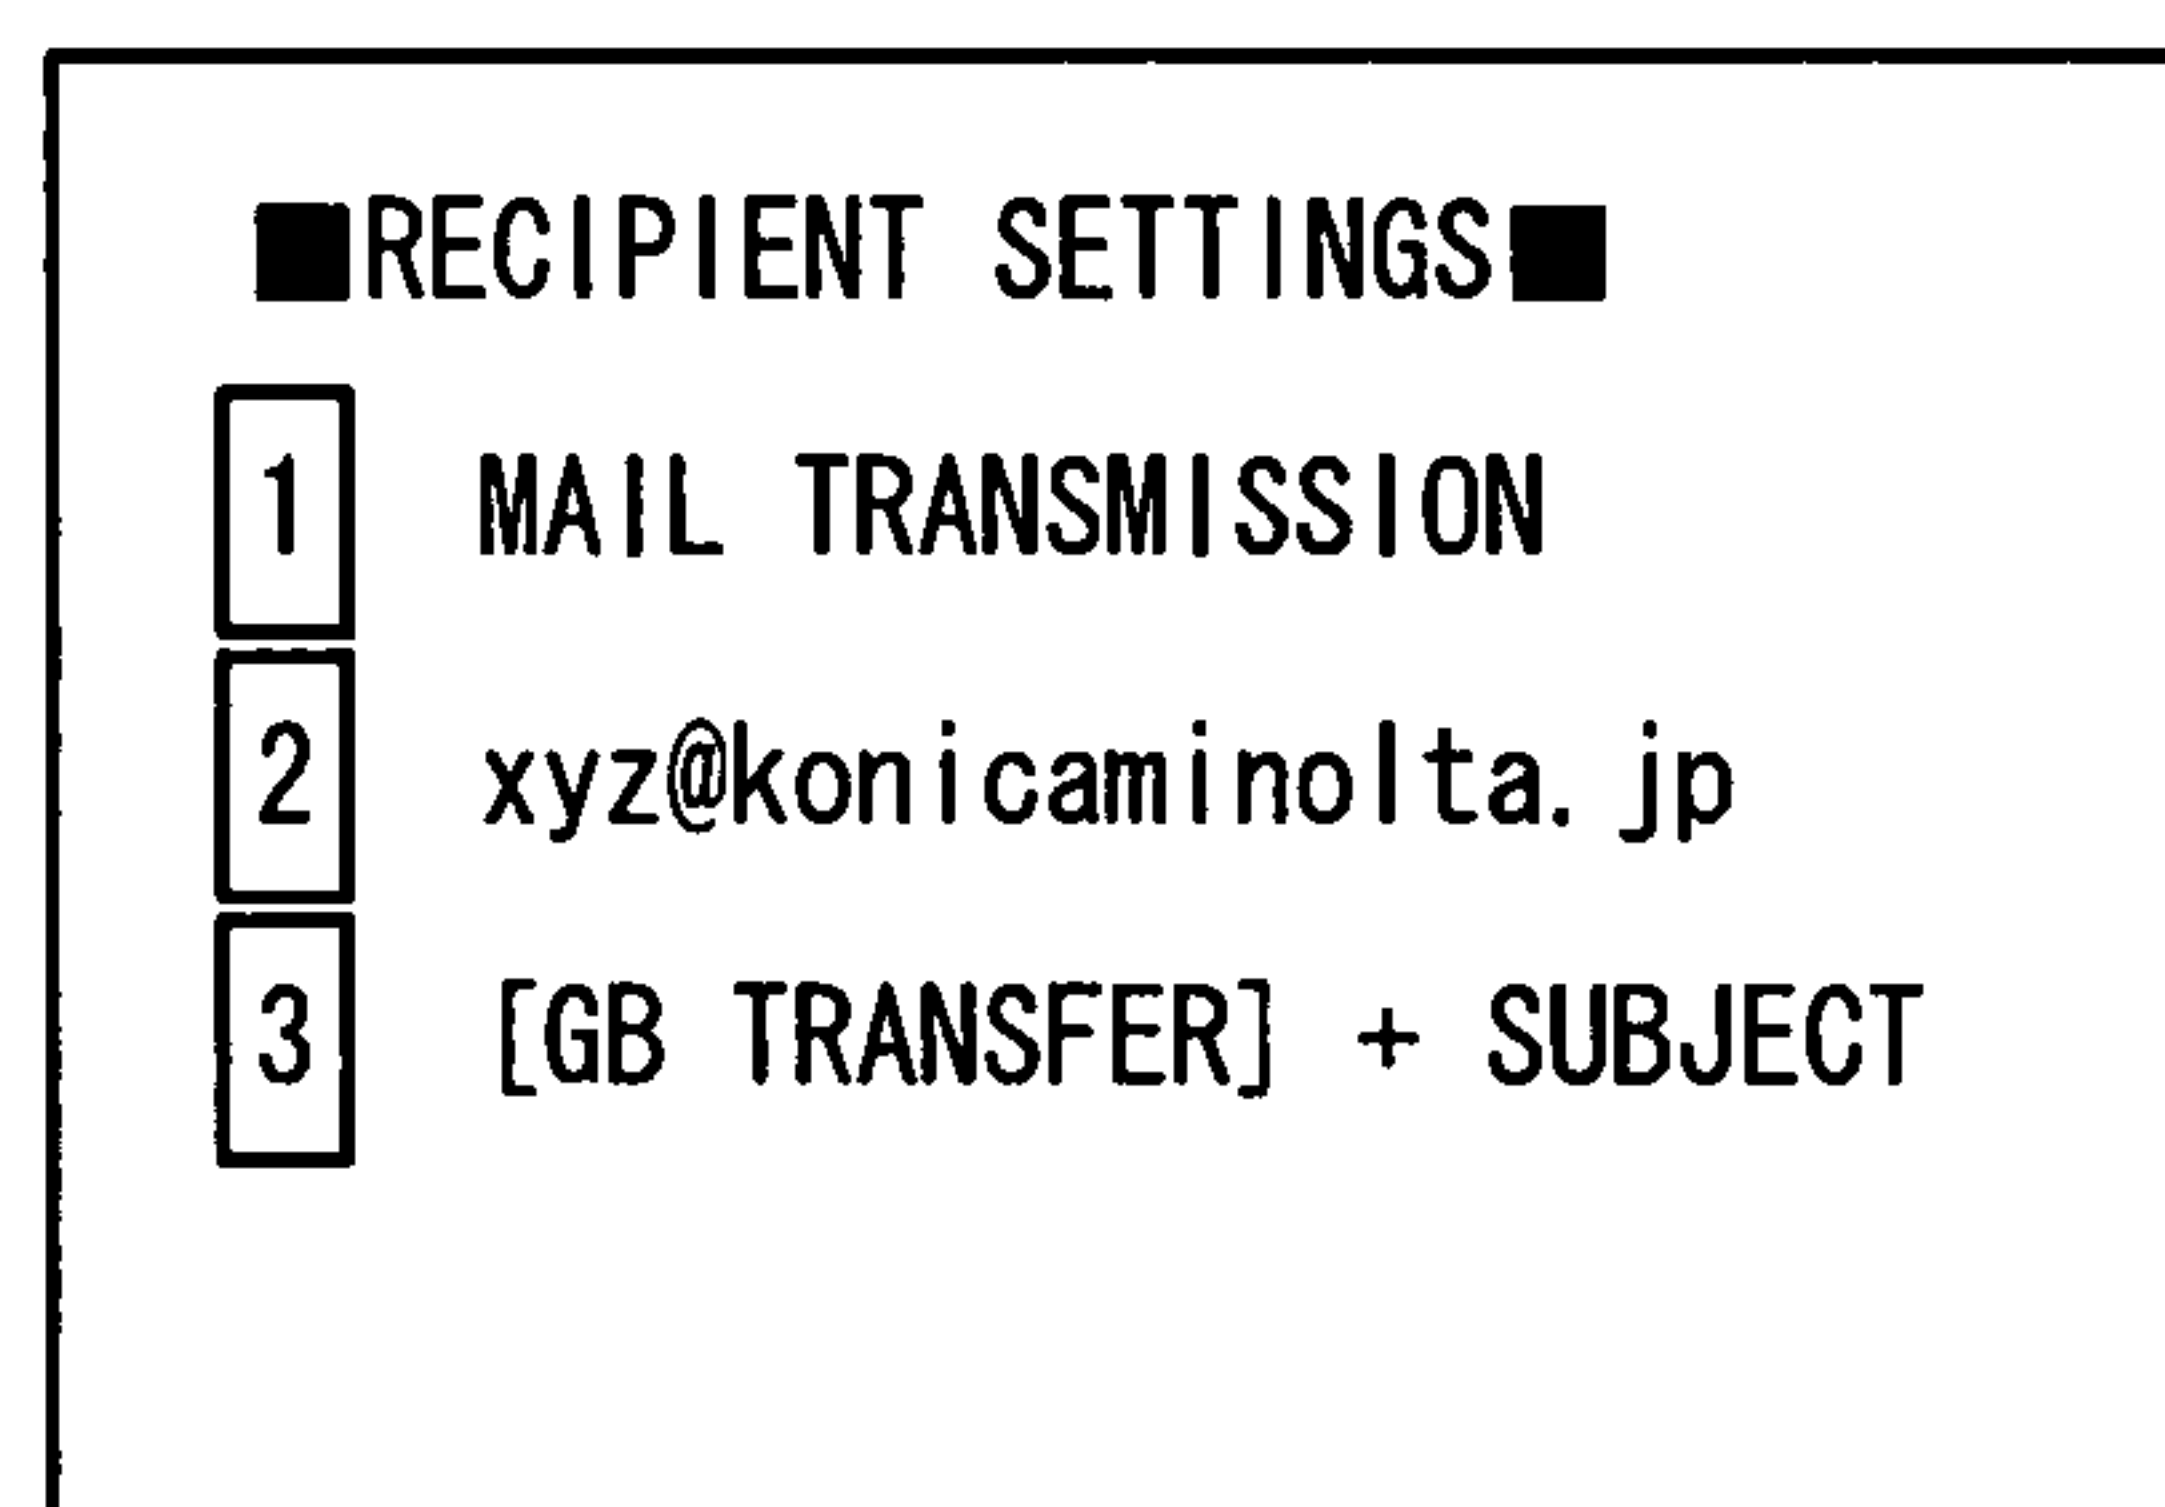 ■RECIPIENT SETTINGS■
1 MAIL TRANSMISSION
2 xyz@konicaminolta.jp
3 [GB TRANSFER] + SUBJECT